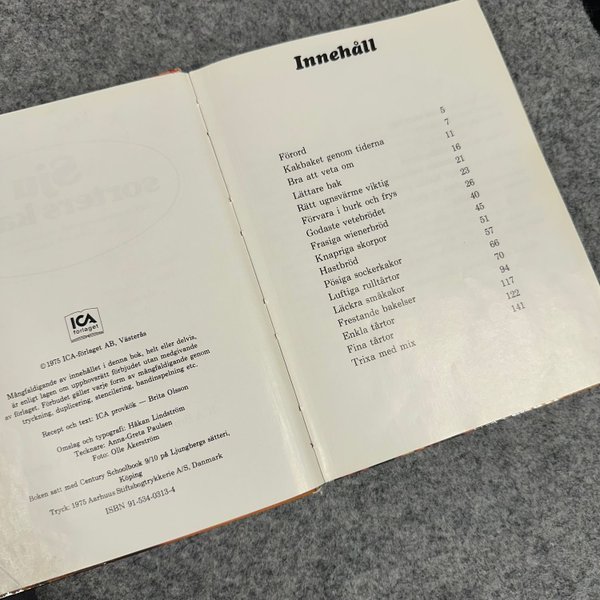 ICA
förlaget
©1975 ICA-förlaget AB, Västerås
Mångfaldigande av innehållet i denna bok, helt eller delvis,
är enligt lagen om upphovsrätt förbjudet utan medgivande
av förlaget. Förbudet gäller varje form av mångfaldigande genom
tryckning, duplicering, stencilering, bandinspelning etc.
Recept och text: ICA provkök — Brita Olsson
Omslag och typografi: Håkan Lindström
Tecknare: Anna-Greta Paulsen
Foto: Olle Åkerström
Boken satt med Century Schoolbook 9/10 på Ljungbergs sätteri,
Köping
Tryck: 1975 Aarhuus Stiftsbogtrykkerie A/S, Danmark
ISBN 91-534-0313-4
Innehåll
Förord 5
Kakbaket genom tiderna 7
Bra att veta om 11
Lättare bak 16
Rätt ugnsvärme viktig 21
Förvara i burk och frys 23
Godaste vetebrödet 26
Frasiga wienerbröd 40
Knapriga skorpor 45
Hastbröd 51
Pösiga sockerkakor 57
Luftiga rulltårtor 66
Läckra småkakor 70
Frestande bakelser 94
Enkla tårtor 117
Fina tårtor 122
Trixa med mix 141